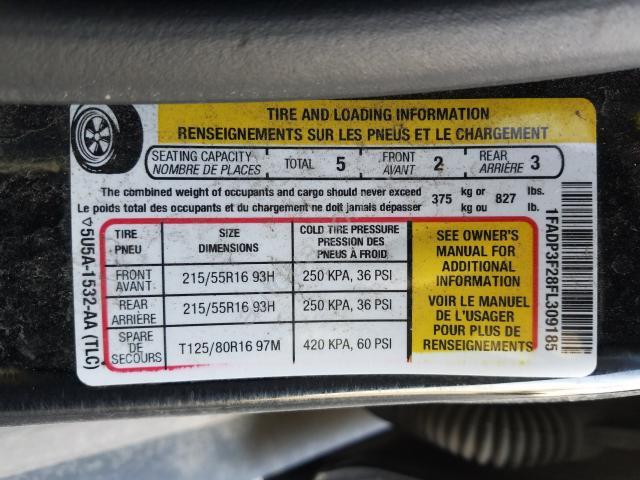 TIRE AND LOADING INFORMATION
RENSEIGNEMENTS SUR LES PNEUS ET LE CHARGEMENT
SEATING CAPACITY TOTAL 5 FRONT 2 REAR 3
NOMBRE DE PLACES AVANT ARRIÈRE
The combined weight of occupants and cargo should never exceed 375 kg or 827 lbs.
Le poids total des occupants et du chargement ne doit jamais dépasser kg ou lb.
TIRE PNEU
SIZE DIMENSIONS
COLD TIRE PRESSURE
PRESSION DES PNEUS À FROID
FRONT AVANT 215/55R16 93H 250 KPA, 36 PSI
REAR ARRIÈRE 215/55R16 93H 250 KPA, 36 PSI
SPARE DE SECOURS T125/80R16 97M 420 KPA, 60 PSI
SEE OWNER'S
MANUAL FOR
ADDITIONAL
INFORMATION
VOIR LE MANUEL
DE L'USAGER
POUR PLUS DE
RENSEIGNEMENTS
5U5A-1532-AA (TLC)
1FADP3F28FL309185